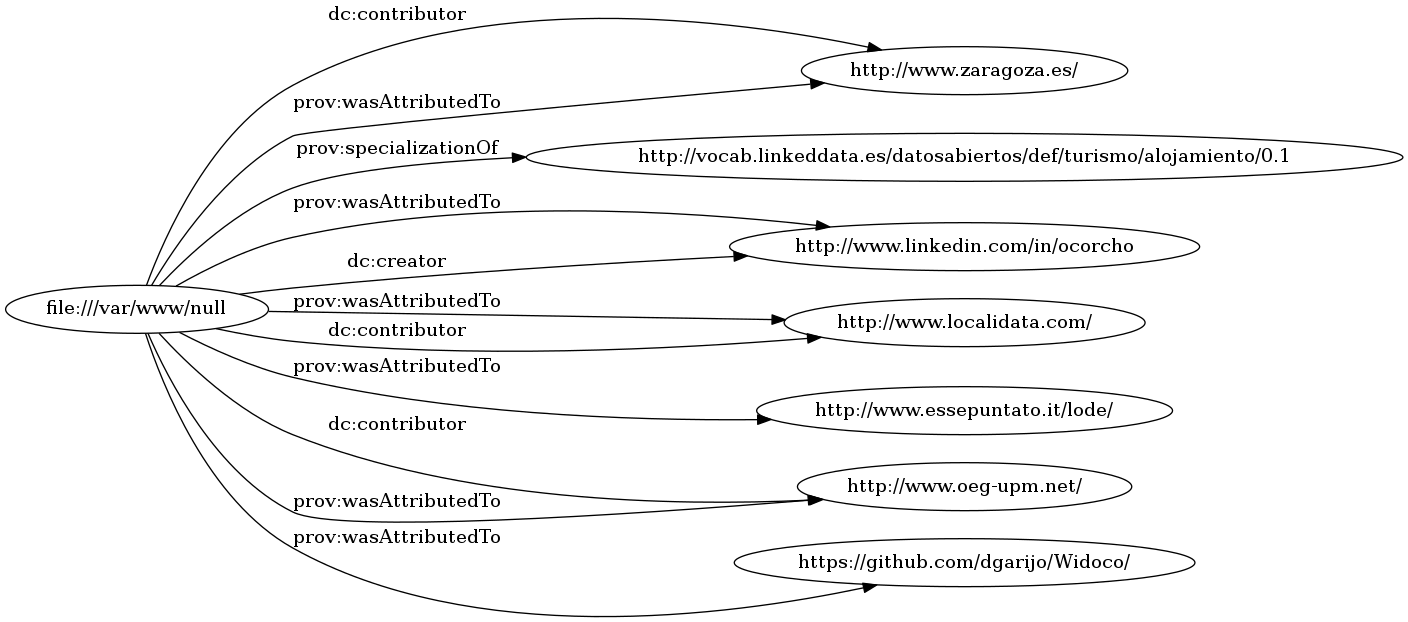 dc:contributor
http://www.zaragoza.es/
prov:wasAttributedTo
prov:specializationOf
http://vocab.linkeddata.es/datosabiertos/def/turismo/alojamiento/0.1
prov:wasAttributedTo
http://www.linkedin.com/in/ocorcho
dc:creator
file:///var/www/null
prov:wasAttributedTo
http://www.localidata.com/
dc:contributor
prov:wasAttributedTo
http://www.essepuntato.it/lode/
dc:contributor
http://www.oeg-upm.net/
prov:wasAttributedTo
prov:wasAttributedTo
https://github.com/dgarijo/Widoco/